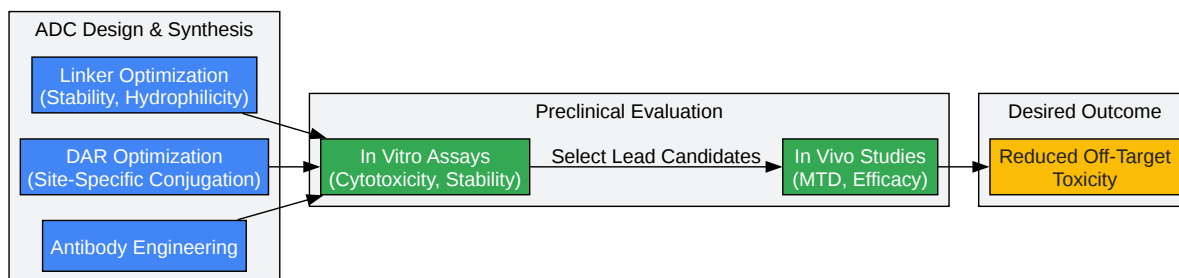 ADC Design & Synthesis
Linker Optimization
(Stability, Hydrophilicity)
DAR Optimization
(Site-Specific Conjugation)
Antibody Engineering
Preclinical Evaluation
In Vitro Assays
(Cytotoxicity, Stability)
Select Lead Candidates
In Vivo Studies
(MTD, Efficacy)
Desired Outcome
Reduced Off-Target
Toxicity